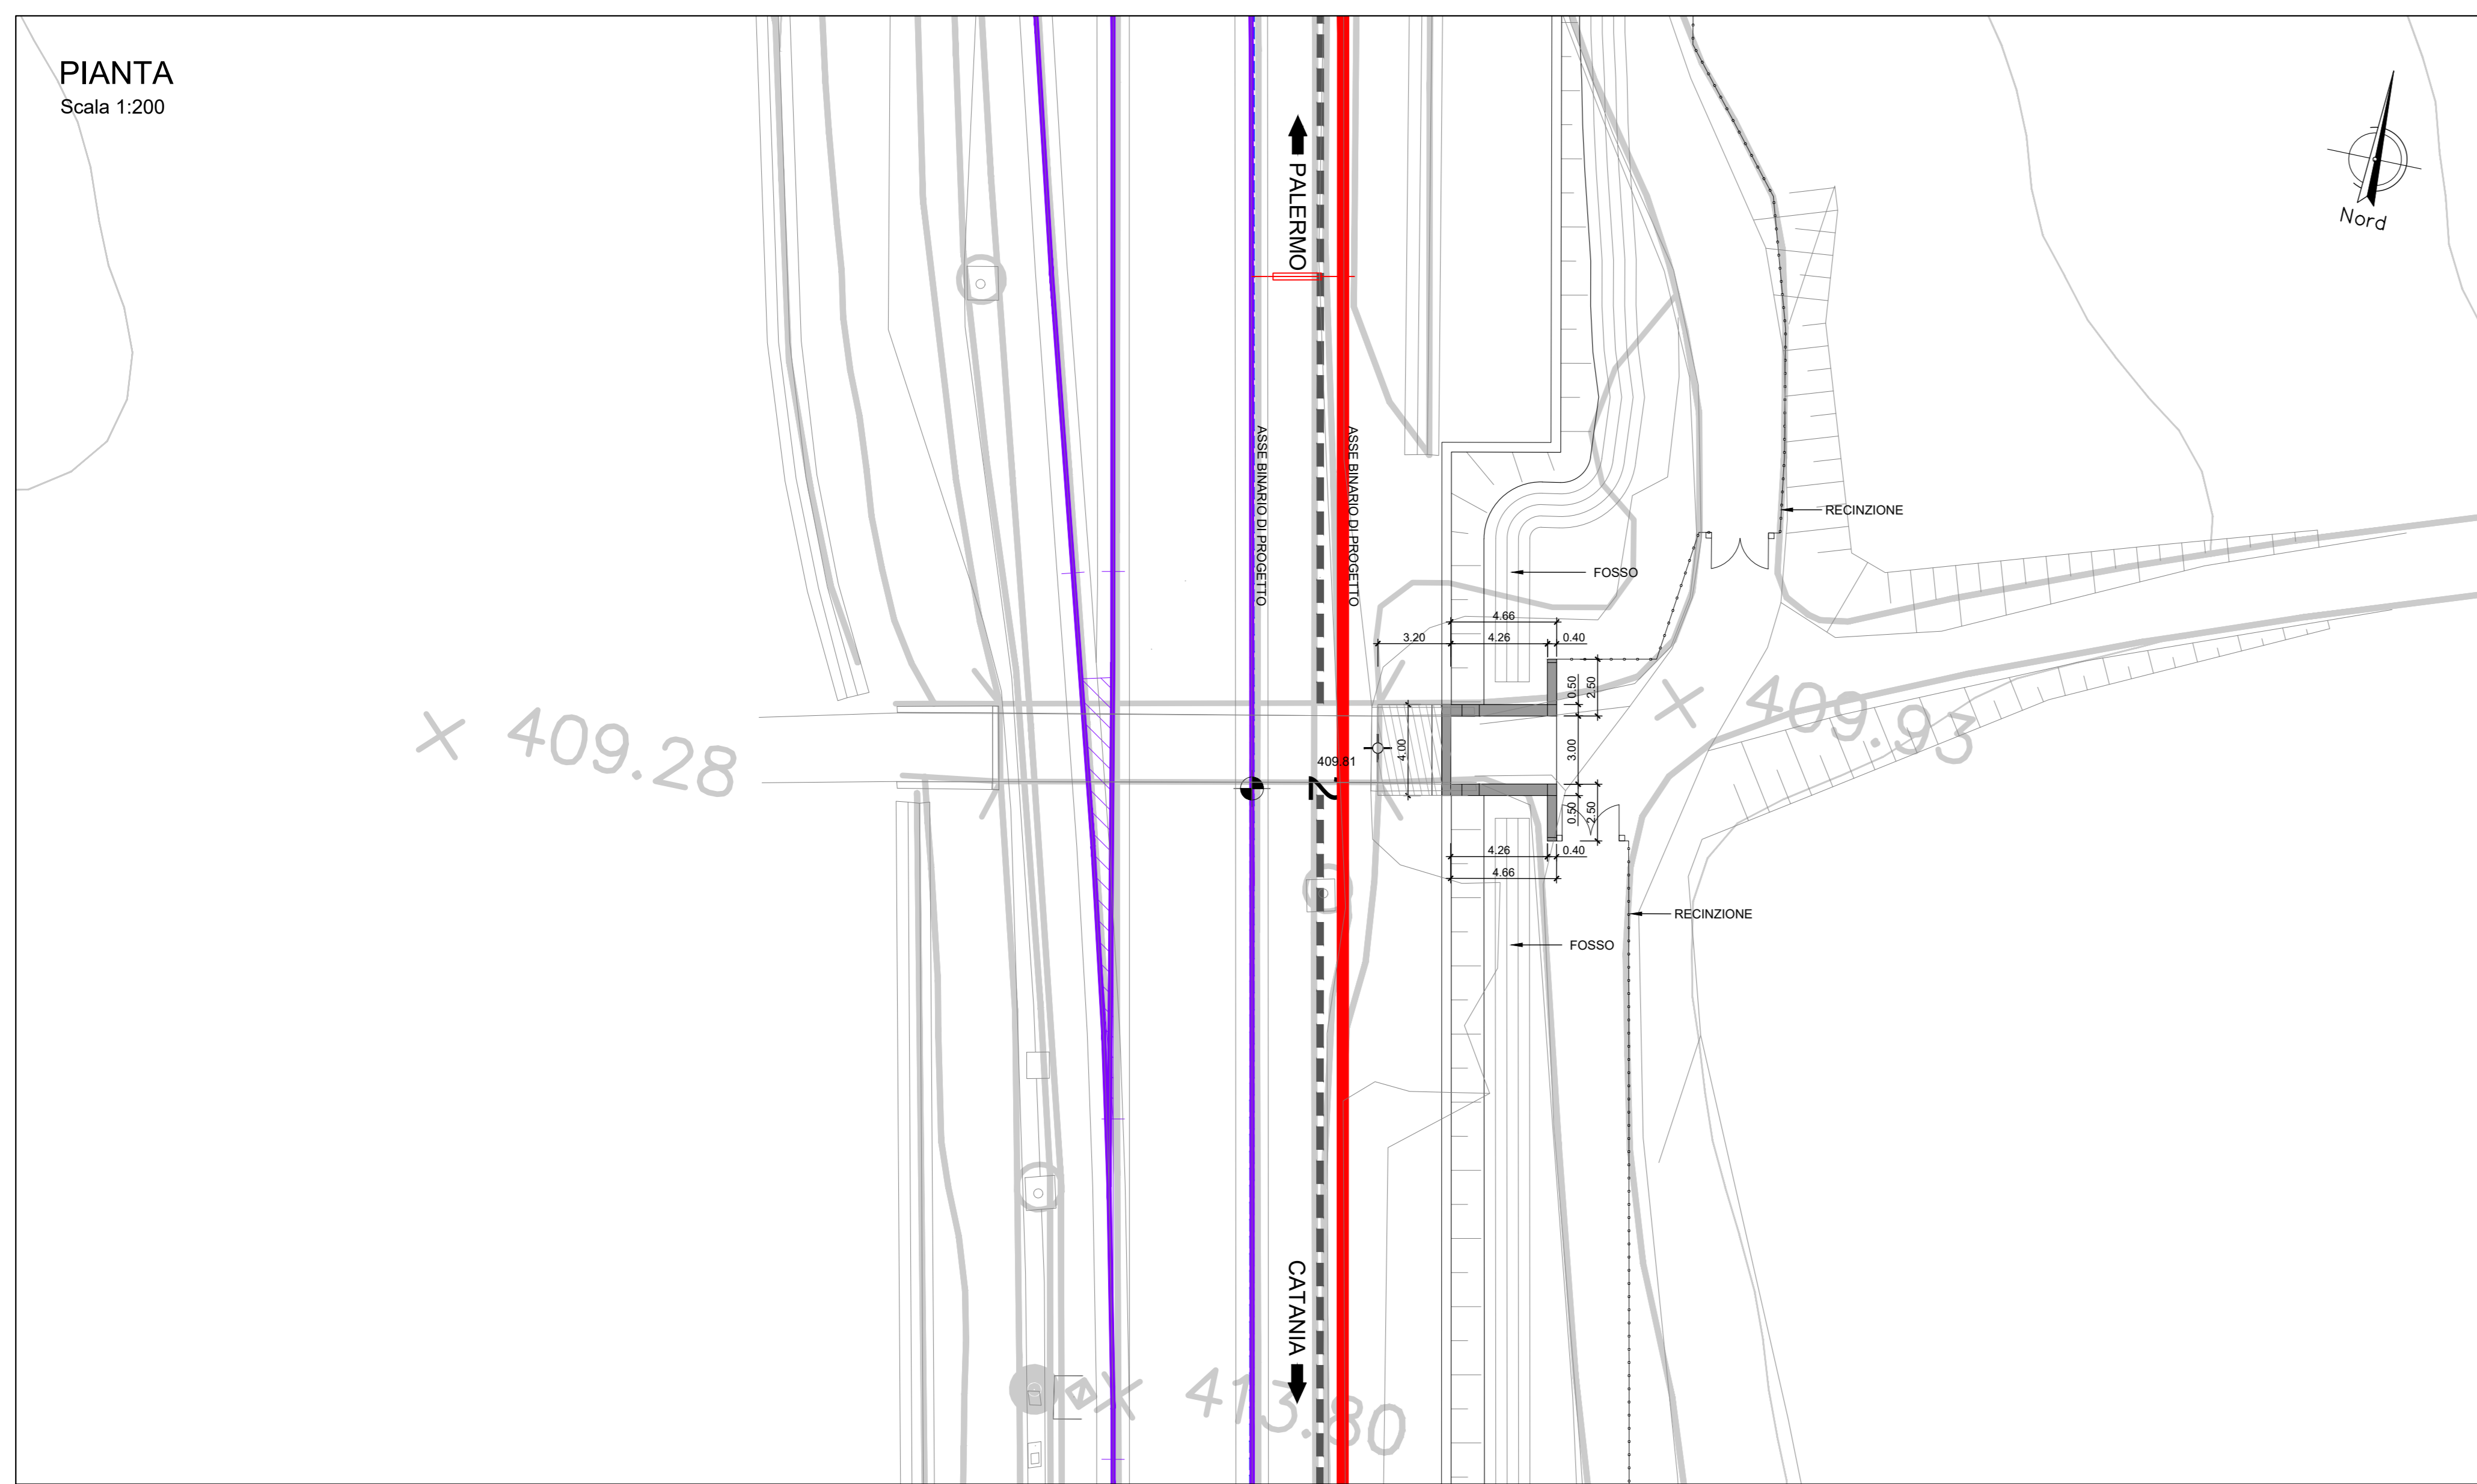 PIANTA
Scala 1:200
Nord
PALERMO
ASSE BINARIO DI PROGETTO
ASSE BINARIO DI PROGETTO
RECINZIONE
FOSSO
4.66
3.20
4.26
0.40
0.50
2.50
× 409.28
× 409.93
4.00
3.00
409.81
2
0.50
2.50
4.26
0.40
4.66
RECINZIONE
FOSSO
CATANIA
× 413.80